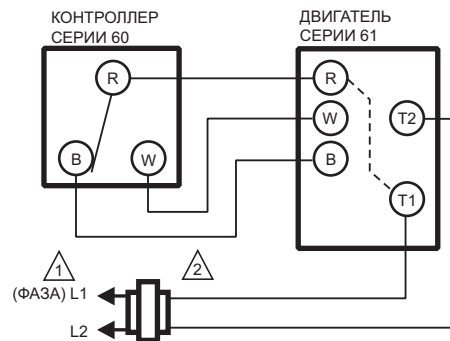 КОНТРОЛЛЕР
СЕРИИ 60
ДВИГАТЕЛЬ
СЕРИИ 61
R
R
W
T2
B
W
B
T1
1
2
(ФАЗА) L1
L2